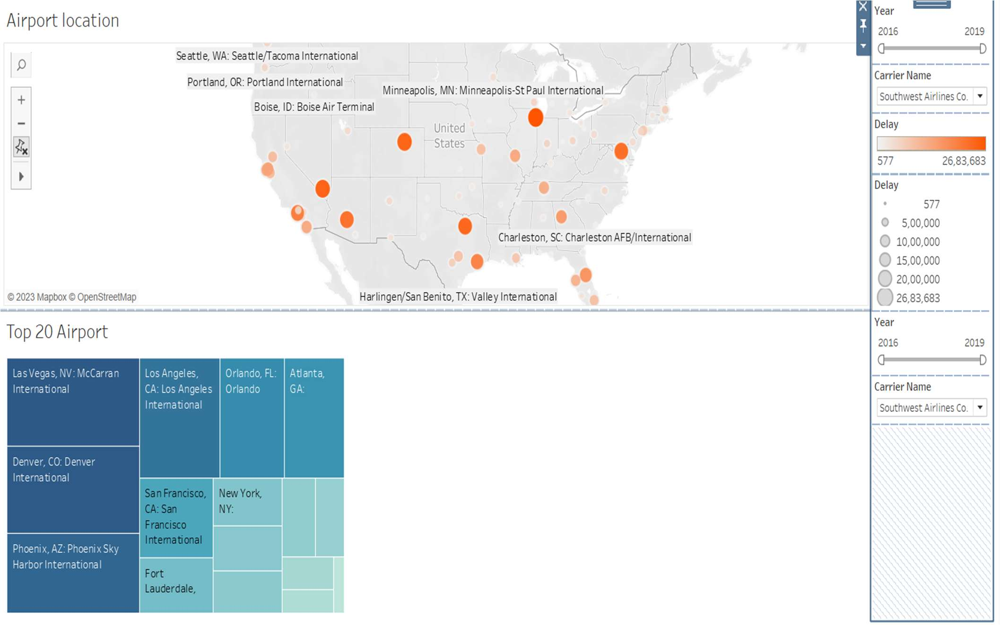 Airport location
Seattle, WA: Seattle/Tacoma International
Portland, OR: Portland International
Minneapolis, MN: Minneapolis-St Paul International
Boise, ID: Boise Air Terminal
United
States
Charleston, SC: Charleston AFB/International
Harlingen/San Benito, TX: Valley International
© 2023 Mapbox © OpenStreetMap
Year
2016 2019
Carrier Name
Southwest Airlines Co.
Delay
577 26,83,683
Delay
577
5,00,000
10,00,000
15,00,000
20,00,000
26,83,683
Year
2016 2019
Carrier Name
Southwest Airlines Co.
Top 20 Airport
Las Vegas, NV: McCarran
International
Denver, CO: Denver
International
Phoenix, AZ: Phoenix Sky
Harbor International
Los Angeles,
CA: Los Angeles
International
Orlando, FL:
Orlando
Atlanta,
GA:
San Francisco,
CA: San
Francisco
International
New York,
NY:
Fort
Lauderdale,